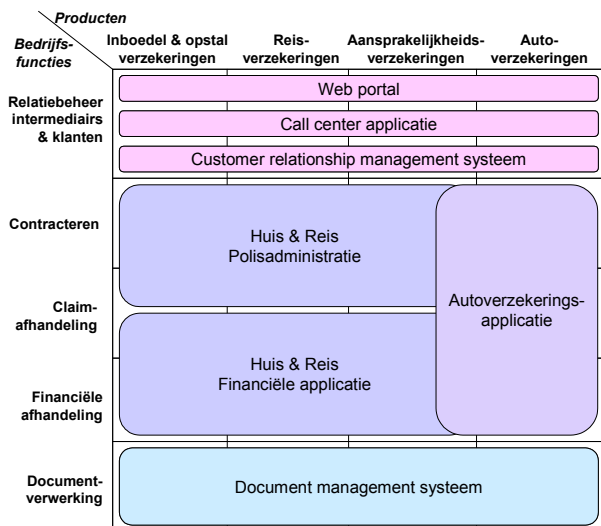 Producten
Bedrijfs-
functies
Inboedel & opstal
verzekeringen
Reis-
verzekeringen
Aansprakelijkheids-
verzekeringen
Auto-
verzekeringen
Relatiebeheer
intermediairs
& klanten
Web portal
Call center applicatie
Customer relationship management systeem
Contracteren
Huis & Reis
Polisadministratie
Claim-
afhandeling
Autoverzekerings-
applicatie
Huis & Reis
Financiële applicatie
Financiële
afhandeling
Document-
verwerking
Document management systeem